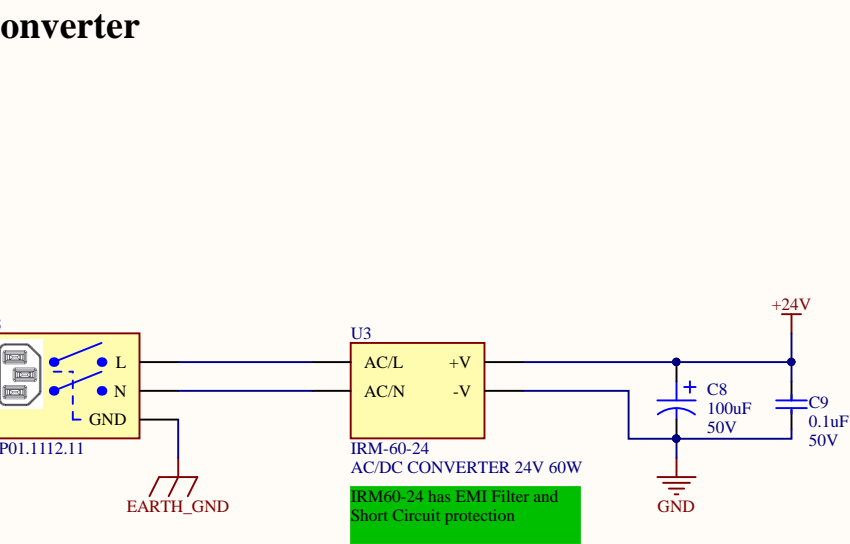 onverter
+24V
U3
L
N
GND
AC/L
AC/N
+V
-V
C8
100uF
50V
C9
0.1uF
50V
P01.1112.11
IRM-60-24
AC/DC CONVERTER 24V 60W
EARTH_GND
IRM60-24 has EMI Filter and
Short Circuit protection
GND